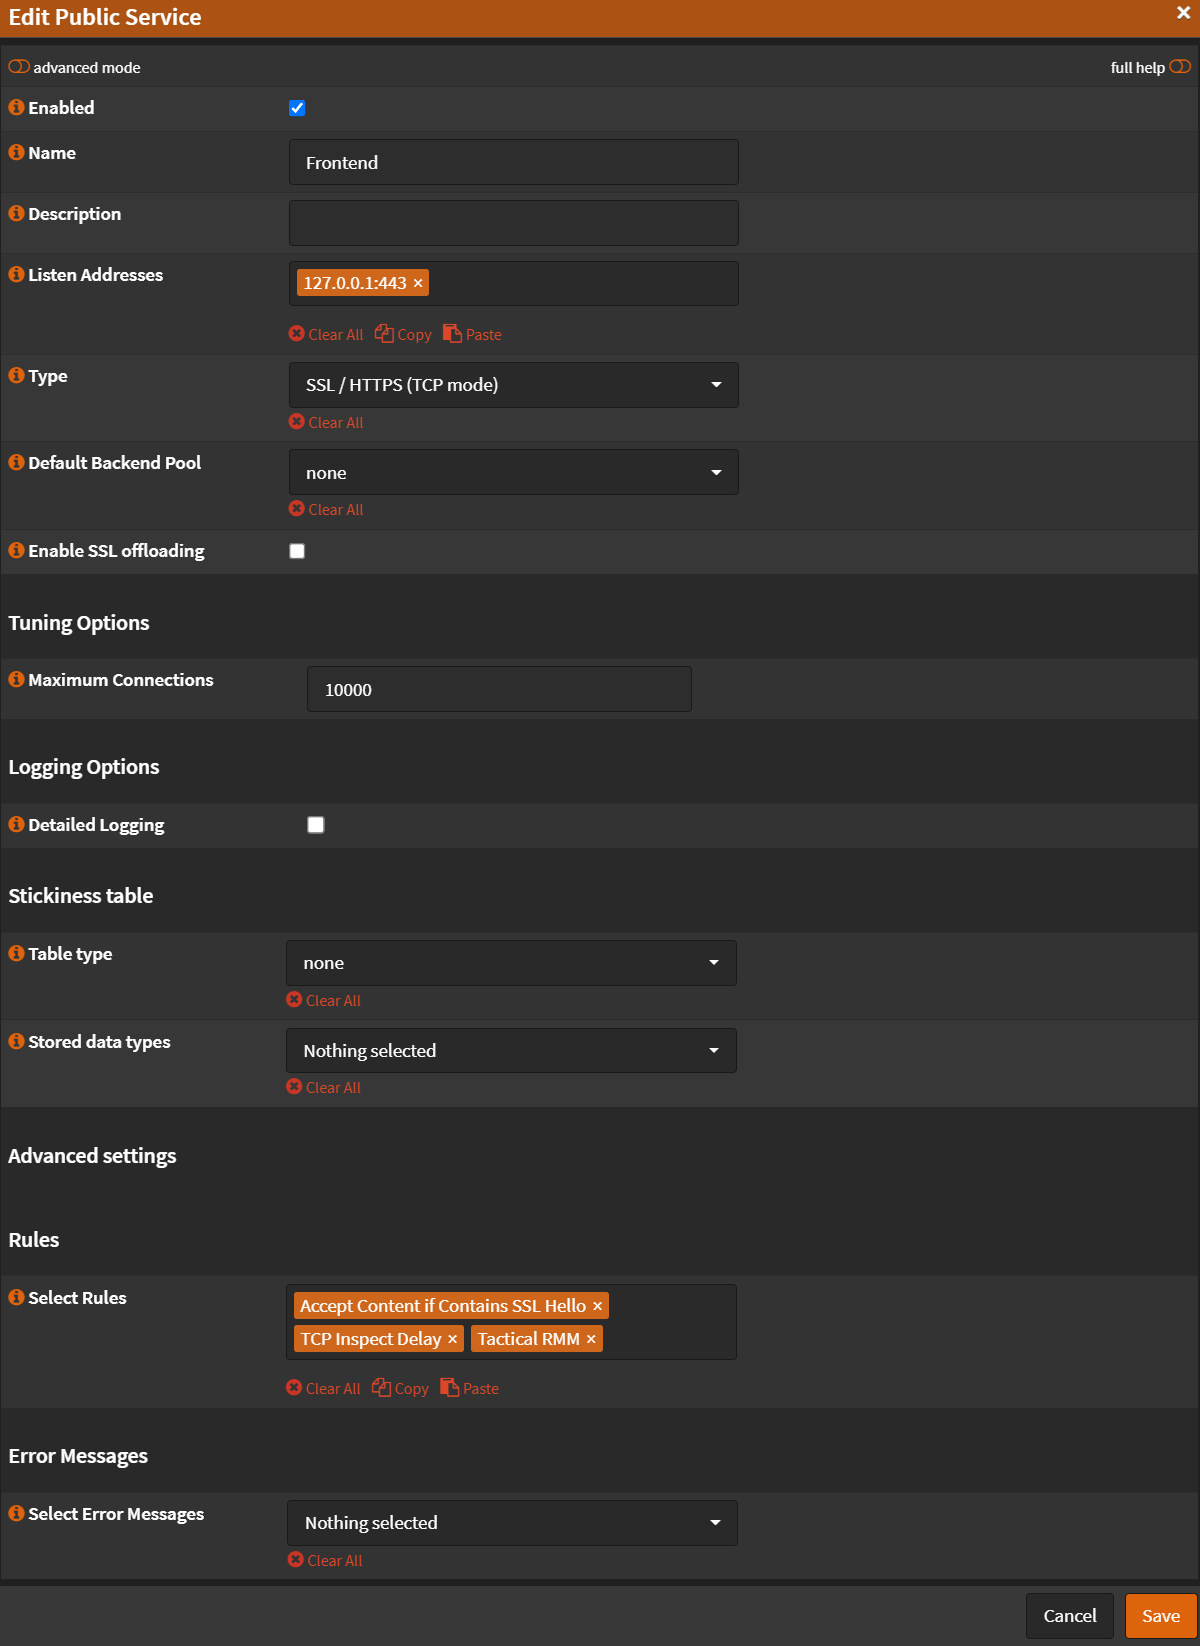 Edit Public Service ×
advanced mode full help
Enabled
Name Frontend
Description
Listen Addresses 127.0.0.1:443 ×
Clear All Copy Paste
Type SSL / HTTPS (TCP mode)
Clear All
Default Backend Pool none
Clear All
Enable SSL offloading
Tuning Options
Maximum Connections 10000
Logging Options
Detailed Logging
Stickiness table
Table type none
Clear All
Stored data types Nothing selected
Clear All
Advanced settings
Rules
Select Rules Accept Content if Contains SSL Hello ×
TCP Inspect Delay × Tactical RMM ×
Clear All Copy Paste
Error Messages
Select Error Messages Nothing selected
Clear All
Cancel Save